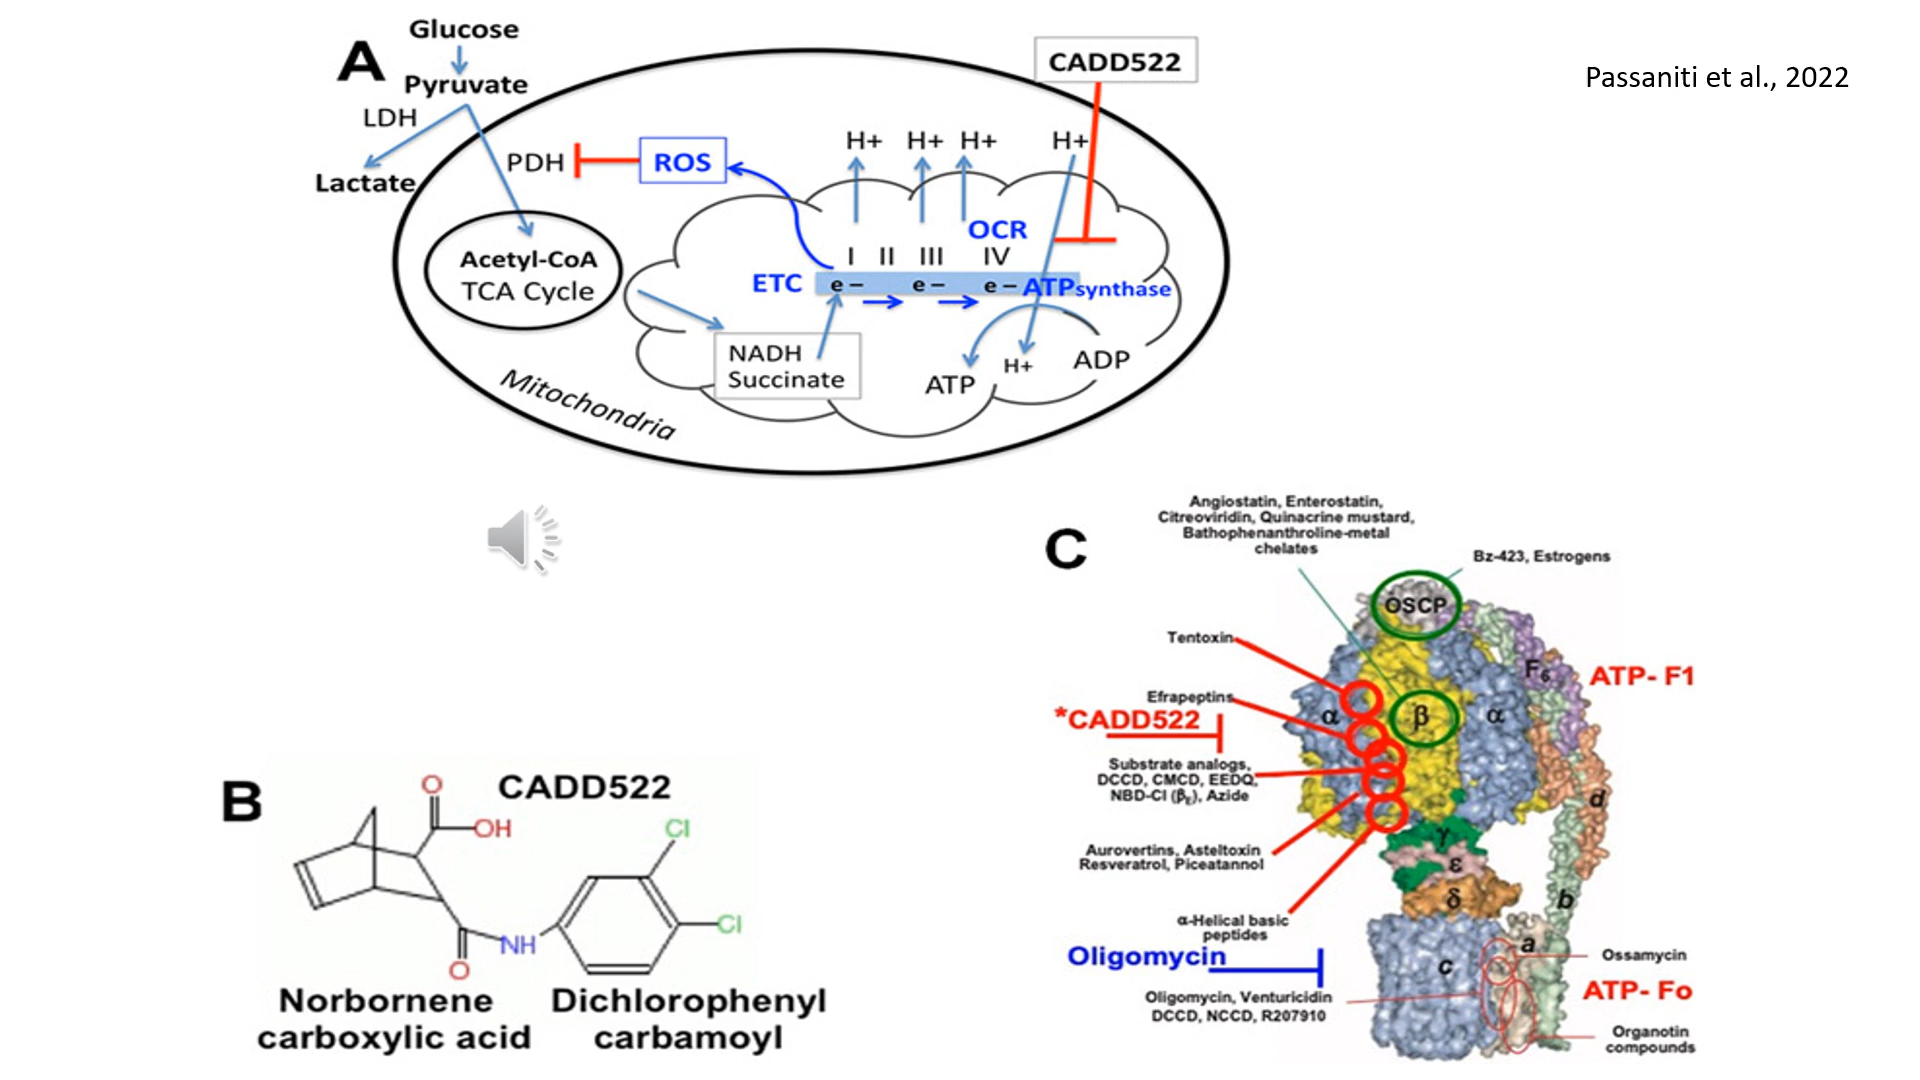 Passaniti et al., 2022
A
Glucose
Pyruvate
LDH
Lactate
CADD522
PDH
ROS
H+
H+
H+
H+
OCR
I II III IV
ETC
e – e – e – ATPsynthase
Acetyl-CoA
TCA Cycle
NADH
Succinate
ATP
H+
ADP
Mitochondria
B
CADD522
O
OH
Cl
Cl
NH
O
Norbornene
carboxylic acid
Dichlorophenyl
carbamoyl
C
Angiostatin, Enterostatin,
Citreoviridin, Quinacrine mustard,
Bathophenanthroline-metal
chelates
Bz-423, Estrogens
OSCP
Tentoxin
F6
ATP- F1
Efrapeptins
*CADD522
α
β
α
Substrate analogs,
DCCD, CMCD, EEDQ,
NBD-Cl (βE), Azide
d
Aurovertins, Asteltoxin
Resveratrol, Piceatannol
γ
ε
δ
b
α-Helical basic
peptides
Oligomycin
a
c
Ossamycin
ATP- Fo
Oligomycin, Venturicidin
DCCD, NCCD, R207910
Organotin
compounds